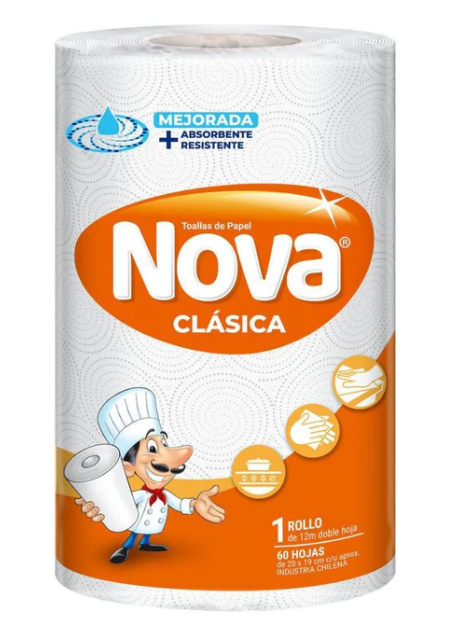 MEJORADA
+ ABSORBENTE
RESISTENTE
Toallas de Papel
Nova®
CLÁSICA
1 ROLLO
de 12m doble hoja
60 HOJAS
de 20 x 19 cm c/u aprox.
INDUSTRIA CHILENA